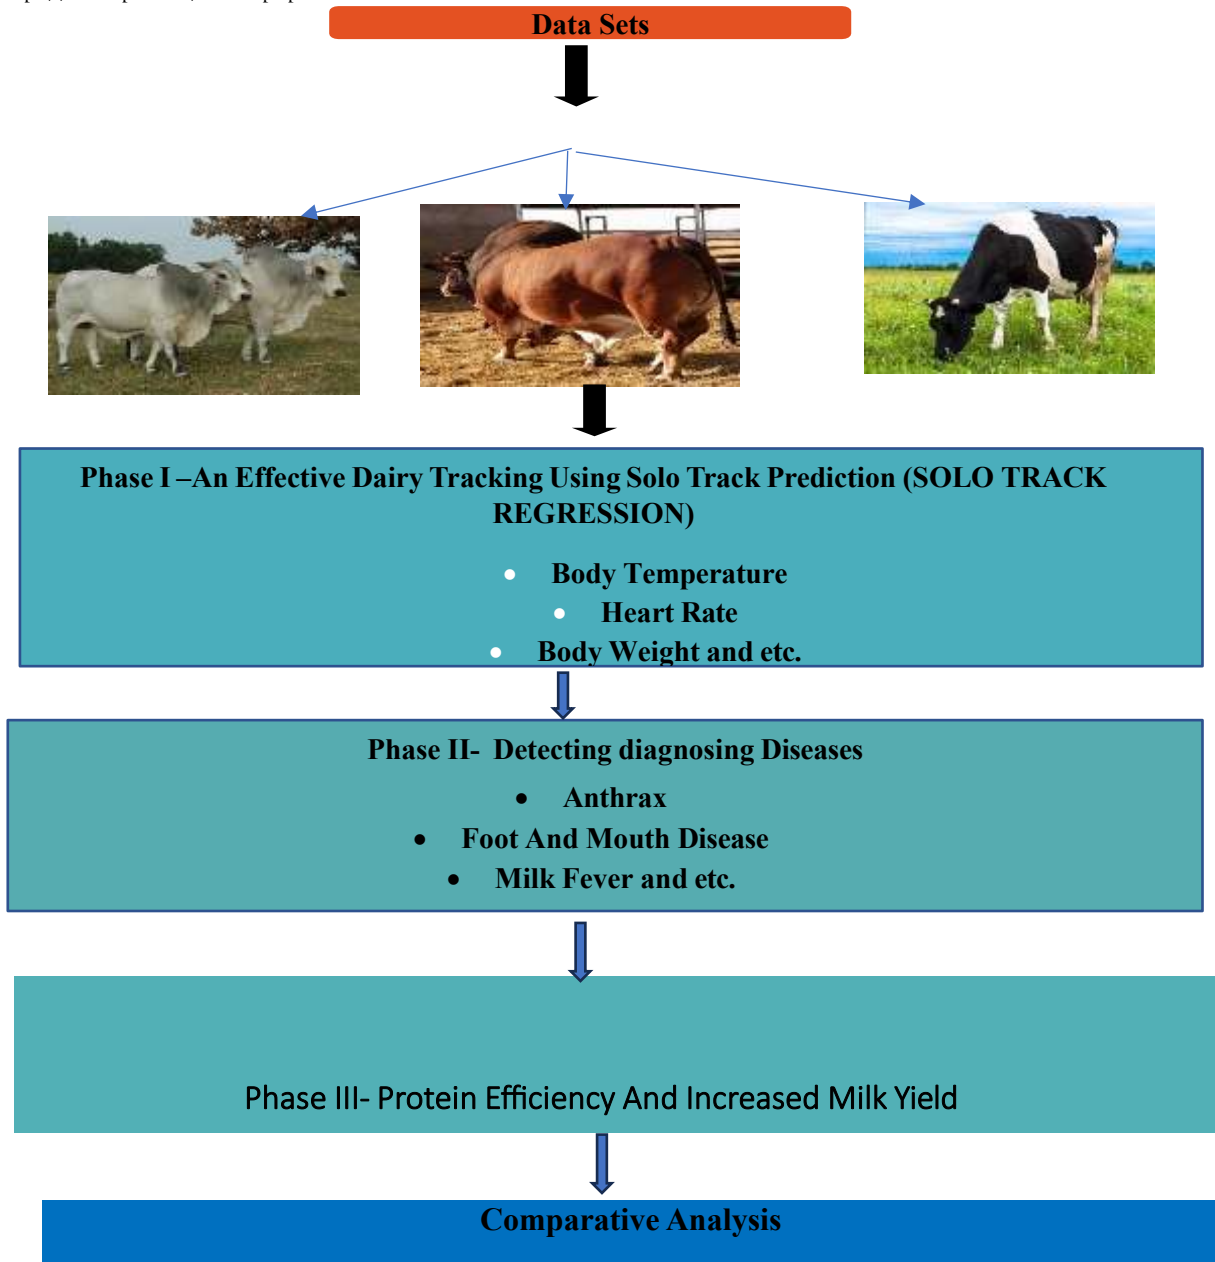 Data Sets
Phase I –An Effective Dairy Tracking Using Solo Track Prediction (SOLO TRACK
REGRESSION)
• Body Temperature
• Heart Rate
• Body Weight and etc.
Phase II- Detecting diagnosing Diseases
• Anthrax
• Foot And Mouth Disease
• Milk Fever and etc.
Phase III- Protein Efficiency And Increased Milk Yield
Comparative Analysis